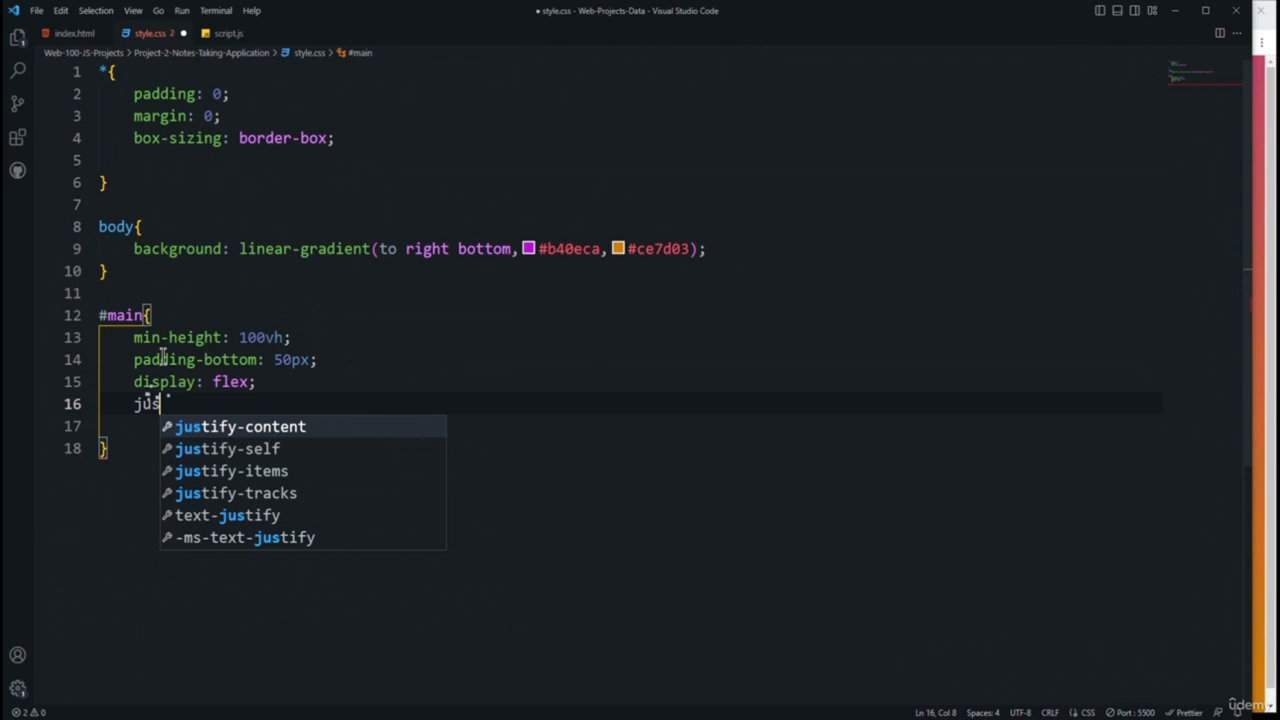 File Edit Selection View Go Run Terminal Help
● style.css - Web-Projects-Data - Visual Studio Code
index.html style.css 2 ● script.js
Web-100-JS-Projects > Project-2-Notes-Taking-Application > style.css > #main
1 *{
2 padding: 0;
3 margin: 0;
4 box-sizing: border-box;
5
6 }
7
8 body{
9 background: linear-gradient(to right bottom,#b40eca,#ce7d03);
10 }
11
12 #main{
13 min-height: 100vh;
14 padding-bottom: 50px;
15 display: flex;
16 jus
17 justify-content
18 }
justify-self
justify-items
justify-tracks
text-justify
-ms-text-justify
2 0 Ln 16, Col 8 Spaces: 4 UTF-8 CRLF {} CSS Port : 5500 Prettier
udemy